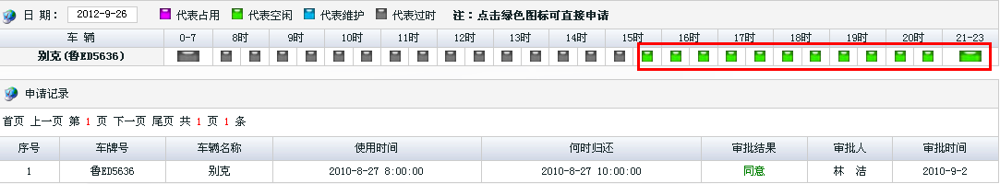 日 期： 2012-9-26 代表占用 代表空闲 代表维护 代表过时 注：点击绿色图标可直接申请
车 辆 0-7 8时 9时 10时 11时 12时 13时 14时 15时 16时 17时 18时 19时 20时 21-23
别克(鲁ED5636)
申请记录
首页 上一页 第 1 页 下一页 尾页 共 1 页 1 条
序号 车牌号 车辆名称 使用时间 何时归还 审批结果 审批人 审批时间
1 鲁ED5636 别克 2010-8-27 8:00:00 2010-8-27 10:00:00 同意 林 洁 2010-9-2